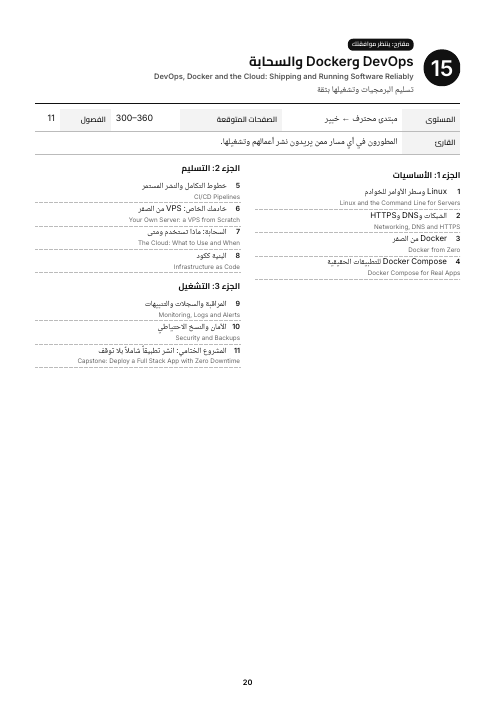 مقترح: ينتظر موافقتك
15
DevOps وDocker والسحابة
DevOps, Docker and the Cloud: Shipping and Running Software Reliably
تسليم البرمجيات وتشغيلها بثقة
المستوى
مبتدئ محترف ← خبير
الصفحات المتوقعة
300–360
الفصول
11
القارئ
المطورون في أي مسار ممن يريدون نشر أعمالهم وتشغيلها.
الجزء 1: الأساسيات
1 Linux وسطر الأوامر للخوادم
Linux and the Command Line for Servers
2 الشبكات وDNS وHTTPS
Networking, DNS and HTTPS
3 Docker من الصفر
Docker from Zero
4 Docker Compose للتطبيقات الحقيقية
Docker Compose for Real Apps
الجزء 2: التسليم
5 خطوط التكامل والنشر المستمر
CI/CD Pipelines
6 خادمك الخاص: VPS من الصفر
Your Own Server: a VPS from Scratch
7 السحابة: ماذا تستخدم ومتى
The Cloud: What to Use and When
8 البنية ككود
Infrastructure as Code
الجزء 3: التشغيل
9 المراقبة والسجلات والتنبيهات
Monitoring, Logs and Alerts
10 الأمان والنسخ الاحتياطي
Security and Backups
11 المشروع الختامي: انشر تطبيقاً شاملاً بلا توقف
Capstone: Deploy a Full Stack App with Zero Downtime
20